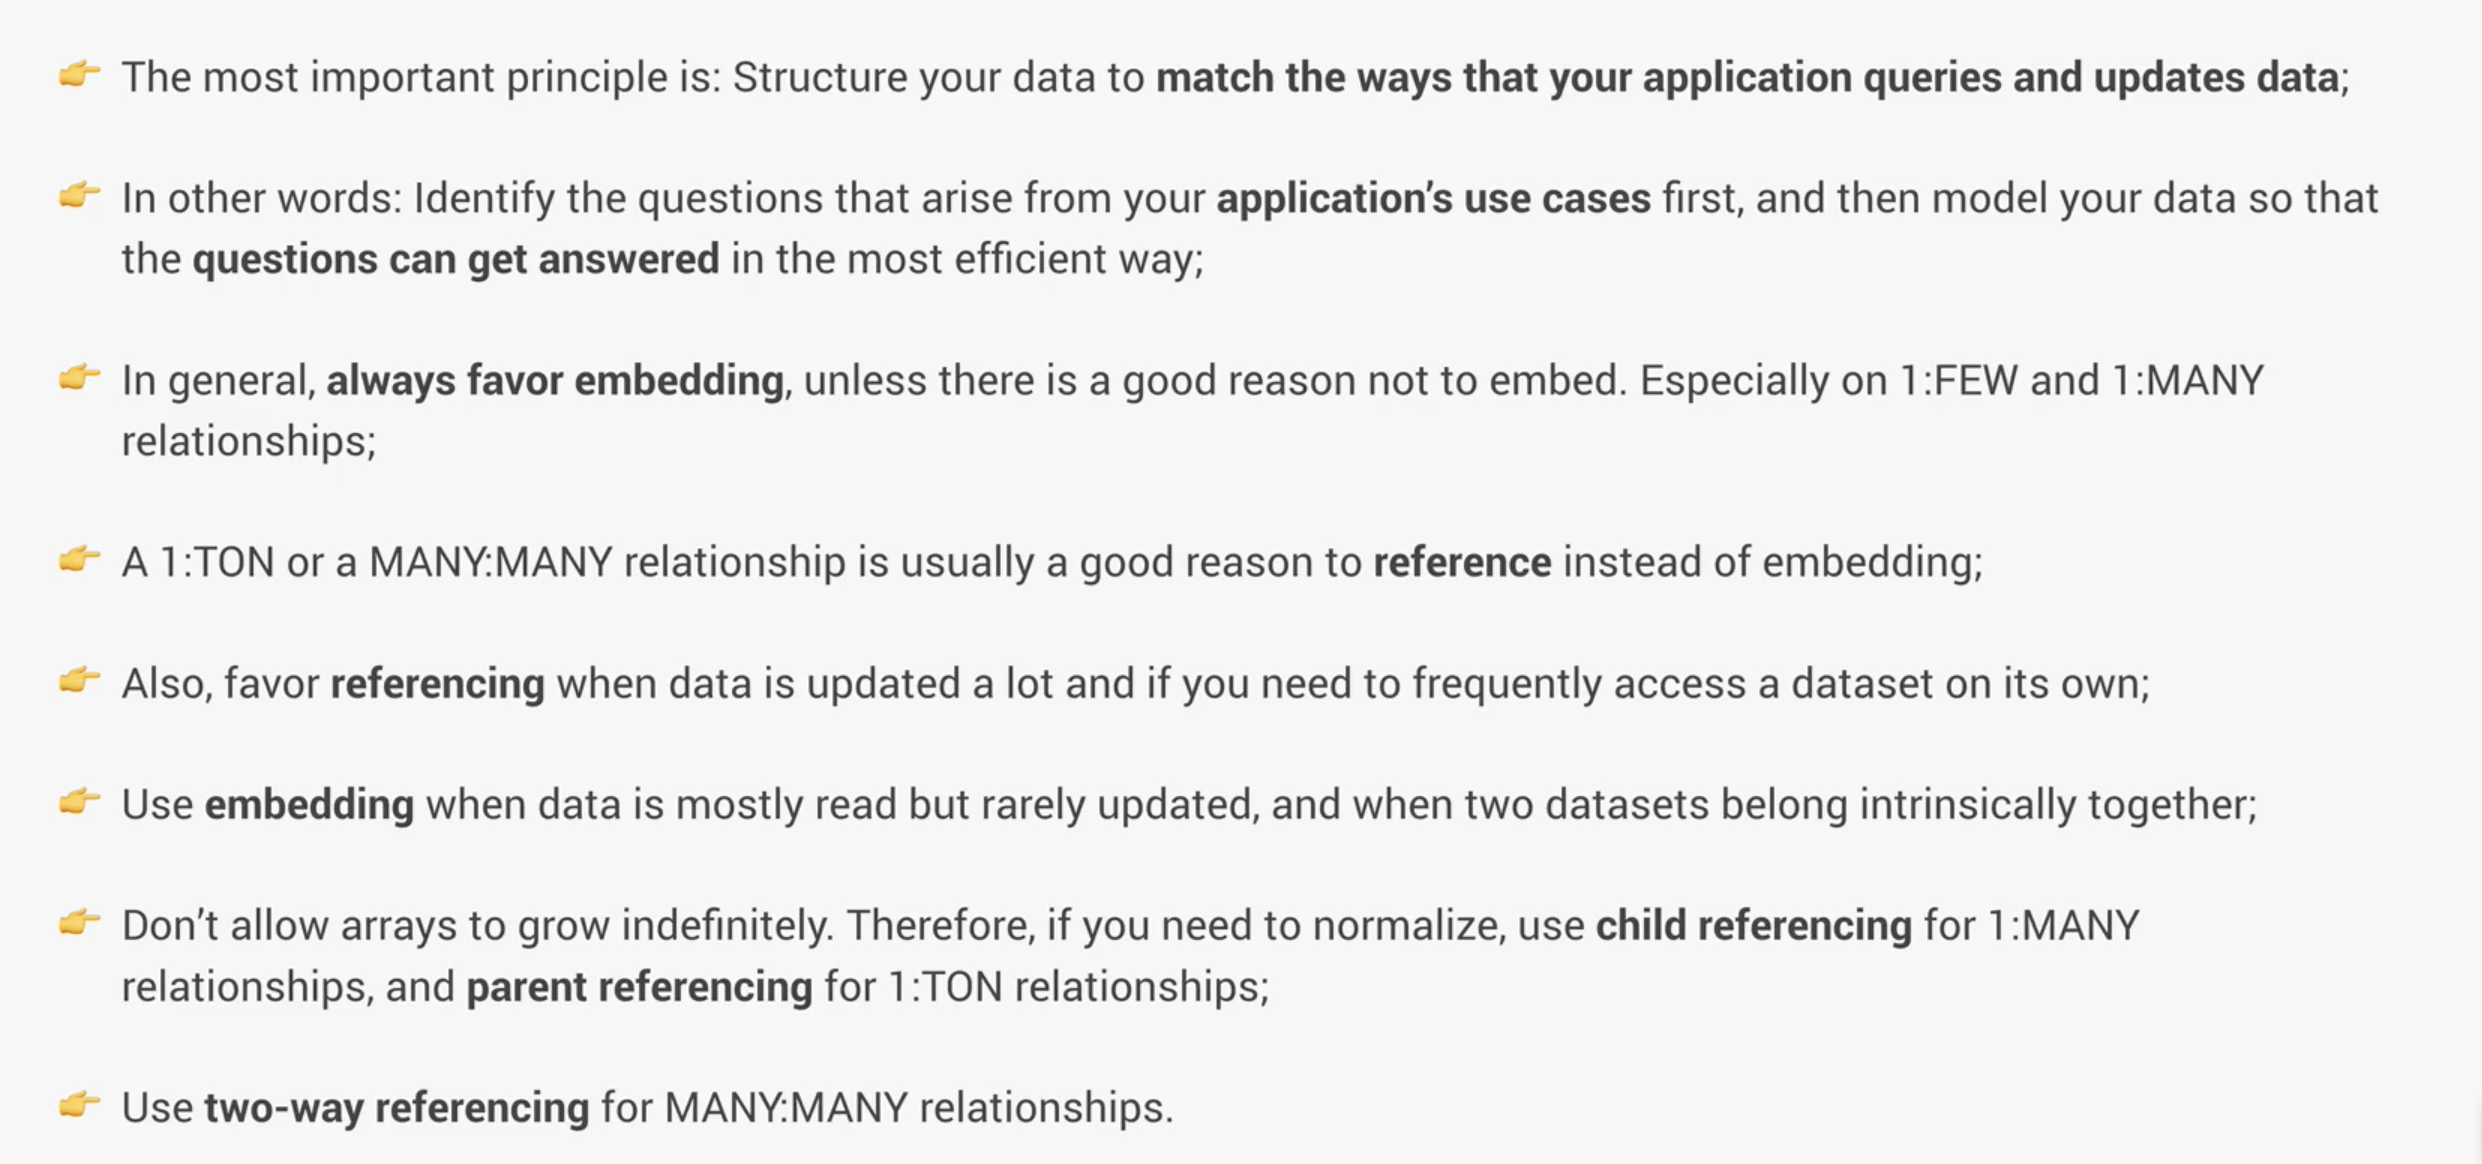 👉 The most important principle is: Structure your data to match the ways that your application queries and updates data;
👉 In other words: Identify the questions that arise from your application’s use cases first, and then model your data so that
the questions can get answered in the most efficient way;
👉 In general, always favor embedding, unless there is a good reason not to embed. Especially on 1:FEW and 1:MANY
relationships;
👉 A 1:TON or a MANY:MANY relationship is usually a good reason to reference instead of embedding;
👉 Also, favor referencing when data is updated a lot and if you need to frequently access a dataset on its own;
👉 Use embedding when data is mostly read but rarely updated, and when two datasets belong intrinsically together;
👉 Don’t allow arrays to grow indefinitely. Therefore, if you need to normalize, use child referencing for 1:MANY
relationships, and parent referencing for 1:TON relationships;
👉 Use two-way referencing for MANY:MANY relationships.